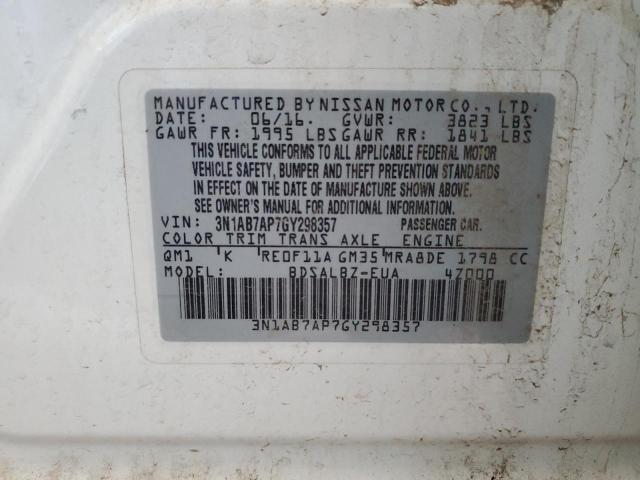 MANUFACTURED BY NISSAN MOTOR CO., LTD.
DATE: 06/16. GVWR: 3823 LBS
GAWR FR: 1995 LBS GAWR RR: 1841 LBS
THIS VEHICLE CONFORMS TO ALL APPLICABLE FEDERAL MOTOR
VEHICLE SAFETY, BUMPER AND THEFT PREVENTION STANDARDS
IN EFFECT ON THE DATE OF MANUFACTURE SHOWN ABOVE.
SEE OWNER'S MANUAL FOR ADDITIONAL INFORMATION.
VIN: 3N1AB7AP7GY298357 PASSENGER CAR.
COLOR TRIM TRANS AXLE ENGINE
QM1 K RE0F11A GM35 MRA8DE 1798 CC
MODEL: BDSALBZ-EUA 4Z000
3N1AB7AP7GY298357